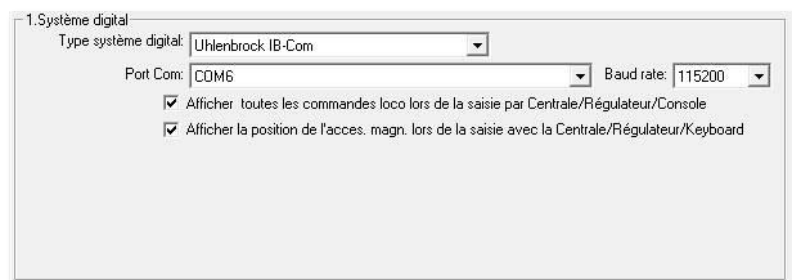 1.Système digital
Type système digital: Uhlenbrock IB-Com
Port Com: COM6 Baud rate: 115200
Afficher toutes les commandes loco lors de la saisie par Centrale/Régulateur/Console
Afficher la position de l'acces. magn. lors de la saisie avec la Centrale/Régulateur/Keyboard